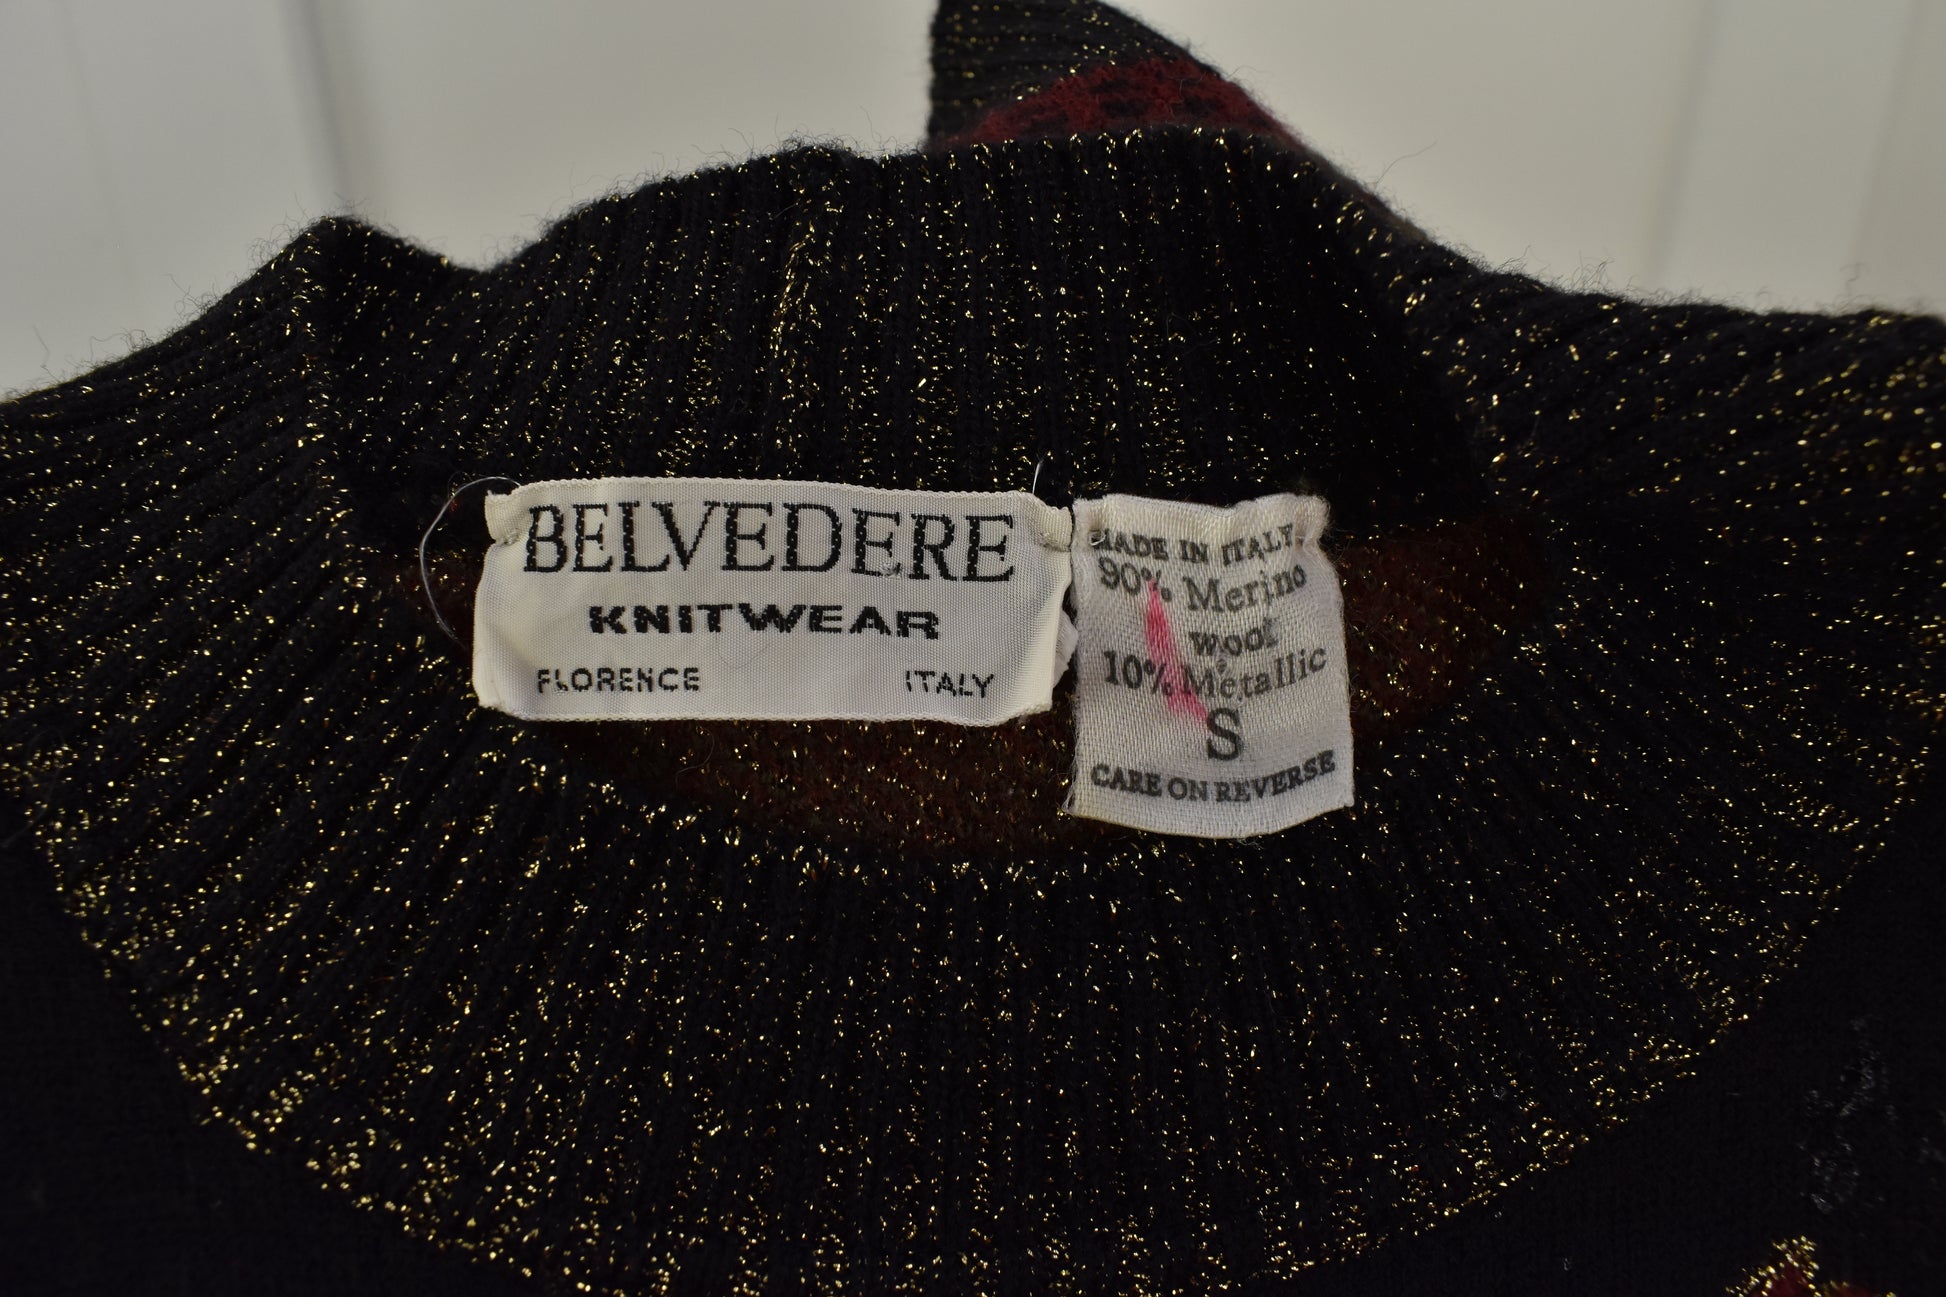 BELVEDERE
KNITWEAR
FLORENCE ITALY
MADE IN ITALY
90% Merino
wool
10% Metallic
S
CARE ON REVERSE